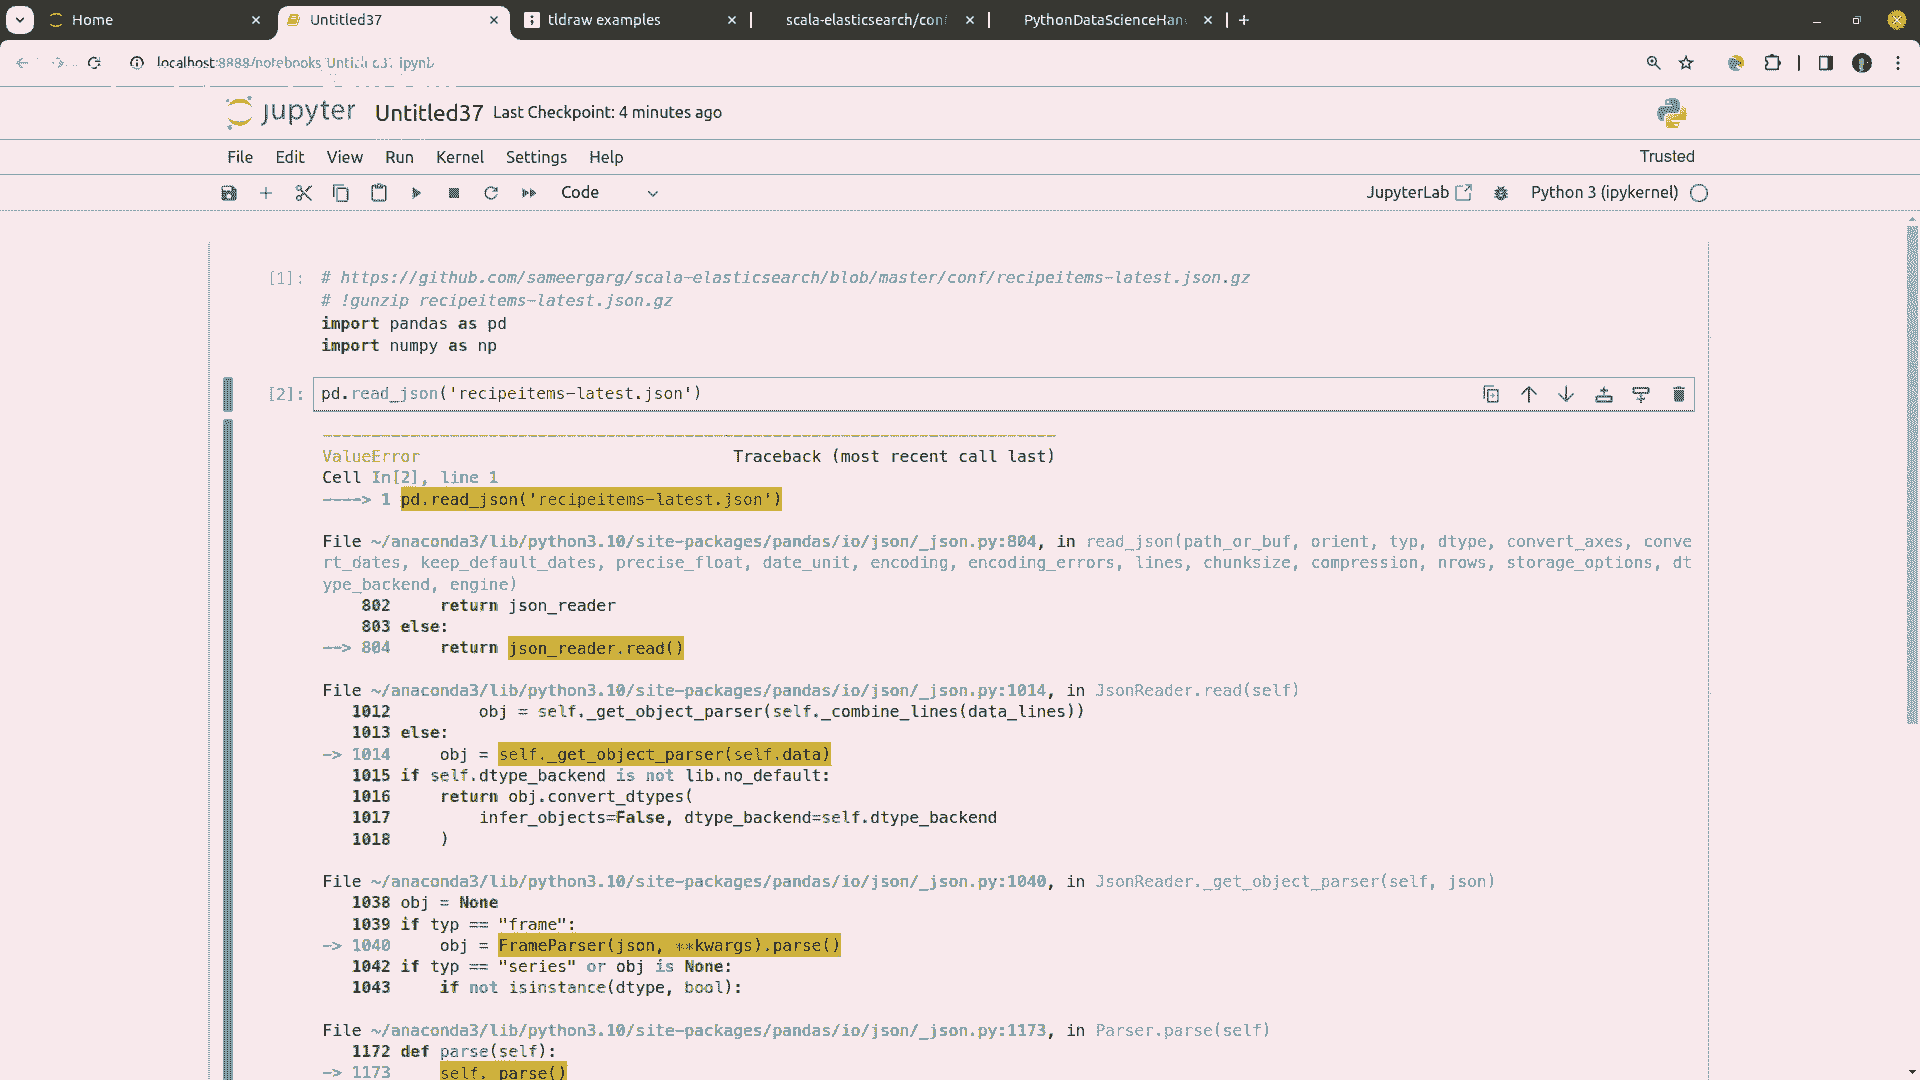 Home
Untitled37
tldraw examples
scala-elasticsearch/conf
PythonDataScienceHan
jupyter Untitled37 Last Checkpoint: 4 minutes ago
File Edit View Run Kernel Settings Help
Trusted
Code
JupyterLab
Python 3 (ipykernel)
[1]: # https://github.com/sameergarg/scala-elasticsearch/blob/master/conf/recipeitems-latest.json.gz
# !gunzip recipeitems-latest.json.gz
import pandas as pd
import numpy as np
[2]: pd.read_json('recipeitems-latest.json')
---------------------------------------------------------------------------
ValueError Traceback (most recent call last)
Cell In[2], line 1
----> 1 pd.read_json('recipeitems-latest.json')
File ~/anaconda3/lib/python3.10/site-packages/pandas/io/json/_json.py:804, in read_json(path_or_buf, orient, typ, dtype, convert_axes, conve
rt_dates, keep_default_dates, precise_float, date_unit, encoding, encoding_errors, lines, chunksize, compression, nrows, storage_options, dt
ype_backend, engine)
802 return json_reader
803 else:
--> 804 return json_reader.read()
File ~/anaconda3/lib/python3.10/site-packages/pandas/io/json/_json.py:1014, in JsonReader.read(self)
1012 obj = self._get_object_parser(self._combine_lines(data_lines))
1013 else:
-> 1014 obj = self._get_object_parser(self.data)
1015 if self.dtype_backend is not lib.no_default:
1016 return obj.convert_dtypes(
1017 infer_objects=False, dtype_backend=self.dtype_backend
1018 )
File ~/anaconda3/lib/python3.10/site-packages/pandas/io/json/_json.py:1040, in JsonReader._get_object_parser(self, json)
1038 obj = None
1039 if typ == "frame":
-> 1040 obj = FrameParser(json, **kwargs).parse()
1042 if typ == "series" or obj is None:
1043 if not isinstance(dtype, bool):
File ~/anaconda3/lib/python3.10/site-packages/pandas/io/json/_json.py:1173, in Parser.parse(self)
1172 def parse(self):
-> 1173 self._parse()